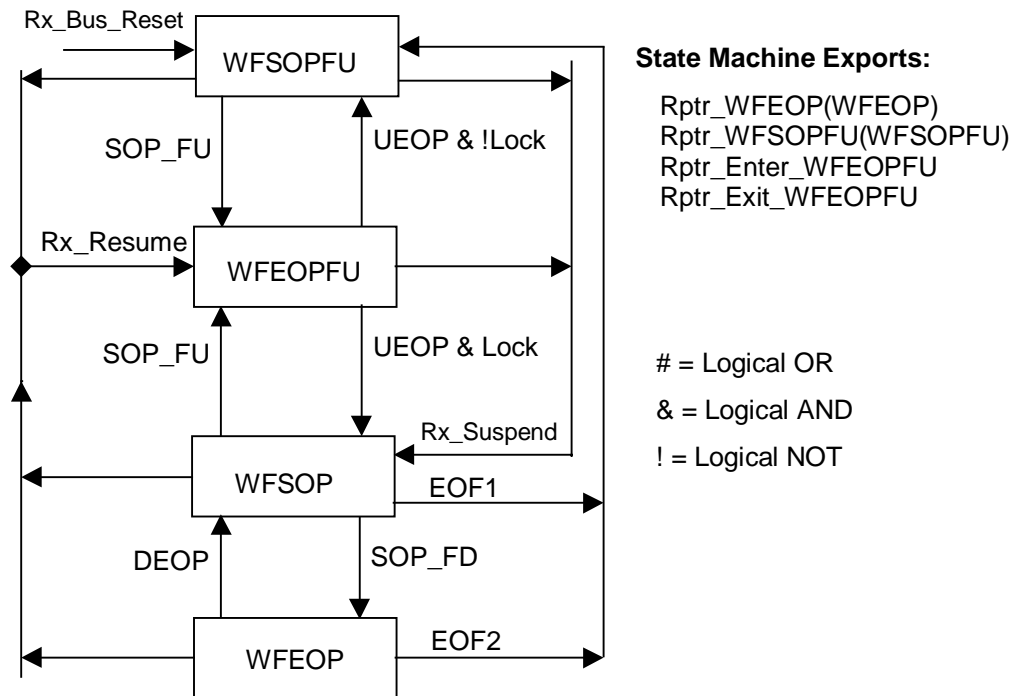 Rx_Bus_Reset
WFSOPFU
SOP_FU
UEOP & !Lock
Rx_Resume
WFEOPFU
SOP_FU
UEOP & Lock
Rx_Suspend
WFSOP
EOF1
DEOP
SOP_FD
EOF2
WFEOP
State Machine Exports:
Rptr_WFEOP(WFEOP)
Rptr_WFSOPFU(WFSOPFU)
Rptr_Enter_WFEOPFU
Rptr_Exit_WFEOPFU
# = Logical OR
& = Logical AND
! = Logical NOT